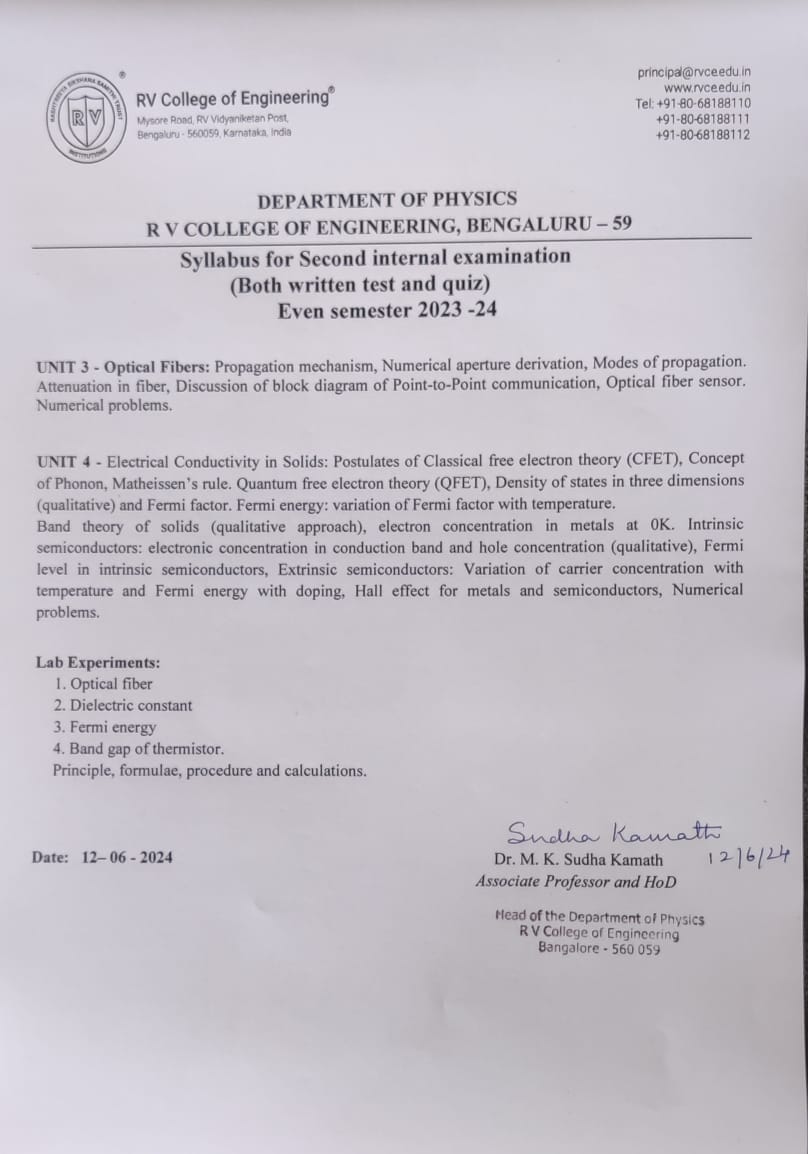 RASHTREEYA SIKSHANA SAMITHI TRUST
RV
INSTITUTIONS
®
RV College of Engineering®
Mysore Road, RV Vidyaniketan Post,
Bengaluru - 560059, Karnataka, India
principal@rvce.edu.in
www.rvce.edu.in
Tel: +91-80-68188110
+91-80-68188111
+91-80-68188112
DEPARTMENT OF PHYSICS
R V COLLEGE OF ENGINEERING, BENGALURU – 59
Syllabus for Second internal examination
(Both written test and quiz)
Even semester 2023 -24
UNIT 3 - Optical Fibers: Propagation mechanism, Numerical aperture derivation, Modes of propagation.
Attenuation in fiber, Discussion of block diagram of Point-to-Point communication, Optical fiber sensor.
Numerical problems.
UNIT 4 - Electrical Conductivity in Solids: Postulates of Classical free electron theory (CFET), Concept
of Phonon, Matheissen's rule. Quantum free electron theory (QFET), Density of states in three dimensions
(qualitative) and Fermi factor. Fermi energy: variation of Fermi factor with temperature.
Band theory of solids (qualitative approach), electron concentration in metals at 0K. Intrinsic
semiconductors: electronic concentration in conduction band and hole concentration (qualitative), Fermi
level in intrinsic semiconductors, Extrinsic semiconductors: Variation of carrier concentration with
temperature and Fermi energy with doping, Hall effect for metals and semiconductors, Numerical
problems.
Lab Experiments:
1. Optical fiber
2. Dielectric constant
3. Fermi energy
4. Band gap of thermistor.
Principle, formulae, procedure and calculations.
Sudha Kamath
Date: 12– 06 - 2024
Dr. M. K. Sudha Kamath 12/6/24
Associate Professor and HoD
Head of the Department of Physics
R V College of Engineering
Bangalore - 560 059